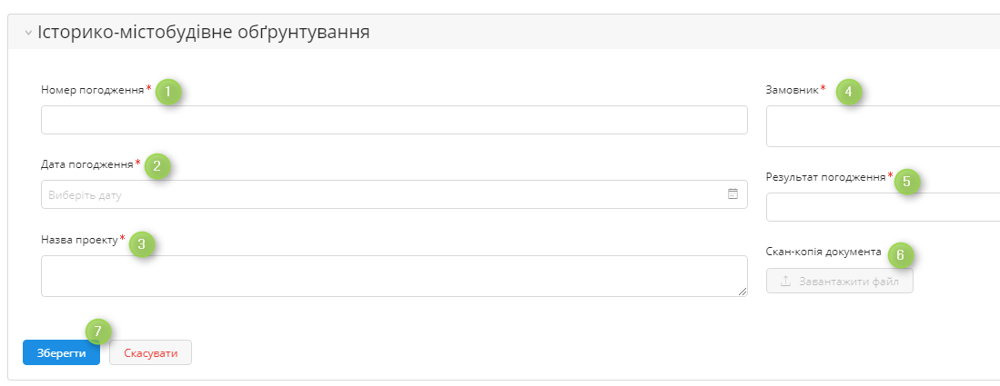 Історико-містобудівне обґрунтування
Номер погодження* 1
Дата погодження* 2
Виберіть дату
Назва проекту* 3
Замовник* 4
Результат погодження* 5
Скан-копія документа 6
Завантажити файл
7
Зберегти Скасувати